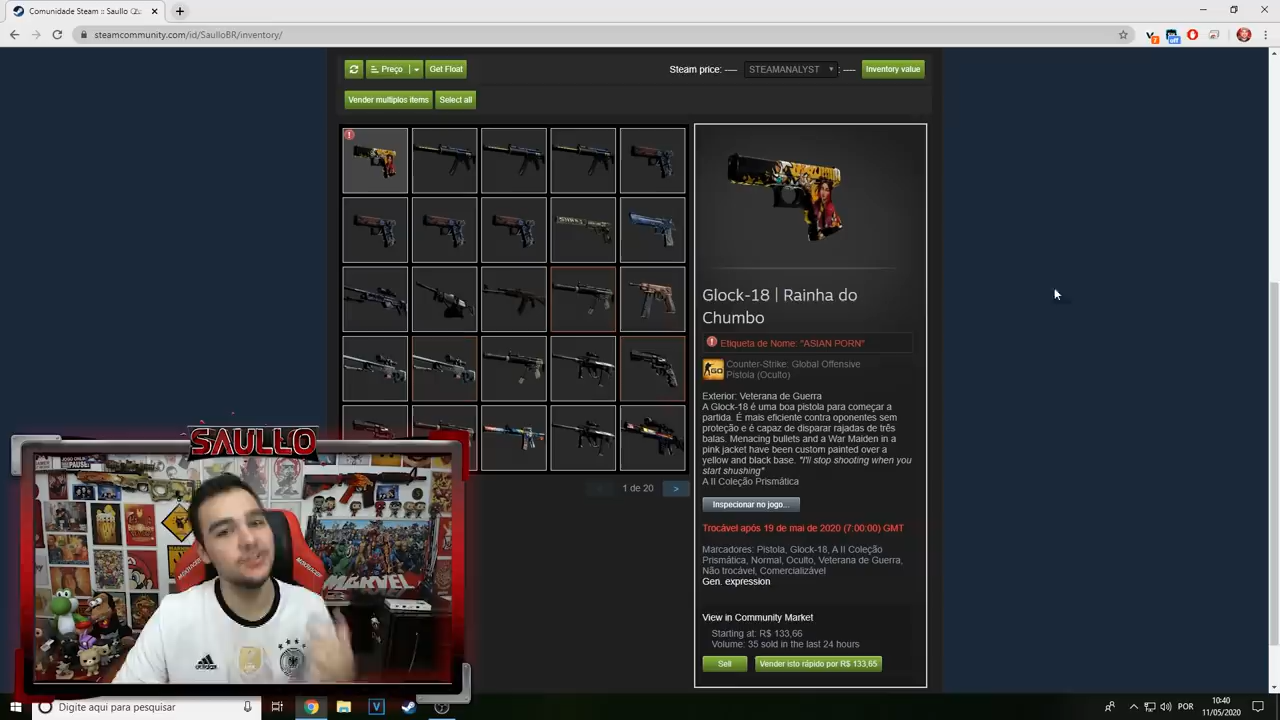 Comunidade Steam :: Saullo
steamcommunity.com/id/SaulloBR/inventory/
Preço
Get Float
Steam price: ----
STEAMANALYST
: ----
Inventory value
Vender multiplos items
Select all
Glock-18 | Rainha do
Chumbo
Etiqueta de Nome: "ASIAN PORN"
GO
Counter-Strike: Global Offensive
Pistola (Oculto)
Exterior: Veterana de Guerra
A Glock-18 é uma boa pistola para começar a
partida. É mais eficiente contra oponentes sem
proteção e é capaz de disparar rajadas de três
balas. Menacing bullets and a War Maiden in a
pink jacket have been custom painted over a
yellow and black base. "I'll stop shooting when you
start shushing"
A II Coleção Prismática
Inspecionar no jogo...
Trocável após 19 de mai de 2020 (7:00:00) GMT
Marcadores: Pistola, Glock-18, A II Coleção
Prismática, Normal, Oculto, Veterana de Guerra,
Não trocável, Comercializável
Gen. expression
View in Community Market
Starting at: R$ 133,66
Volume: 35 sold in the last 24 hours
Sell
Vender isto rápido por R$ 133,65
1 de 20
>
SAULLO
MARVEL
adidas
Digite aqui para pesquisar
POR
10:40
11/05/2020